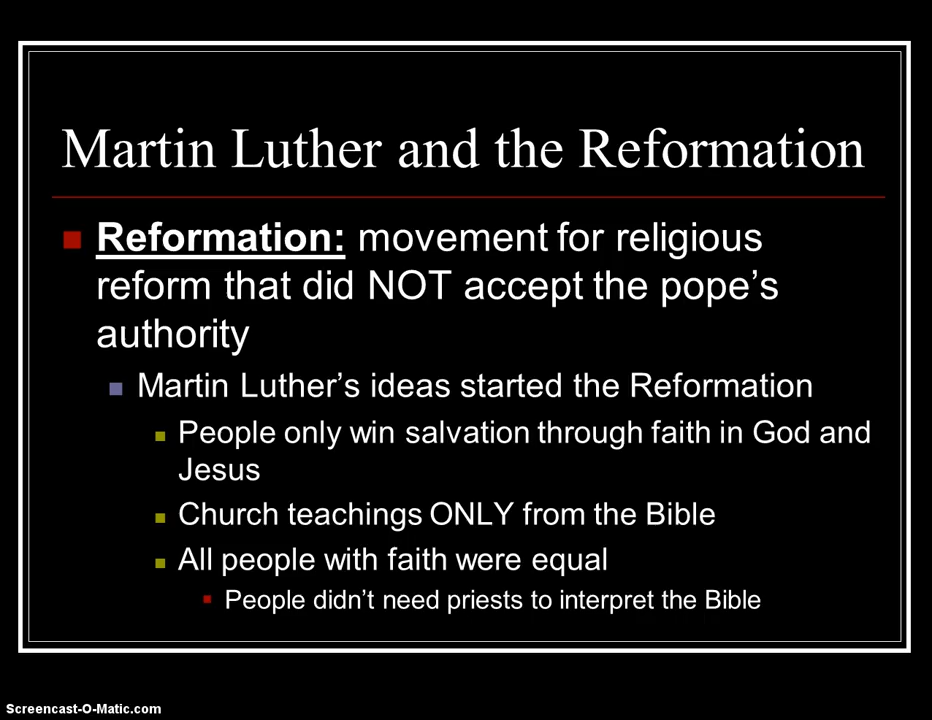 Martin Luther and the Reformation
Reformation: movement for religious
reform that did NOT accept the pope’s
authority
Martin Luther’s ideas started the Reformation
People only win salvation through faith in God and
Jesus
Church teachings ONLY from the Bible
All people with faith were equal
People didn’t need priests to interpret the Bible
Screencast-O-Matic.com